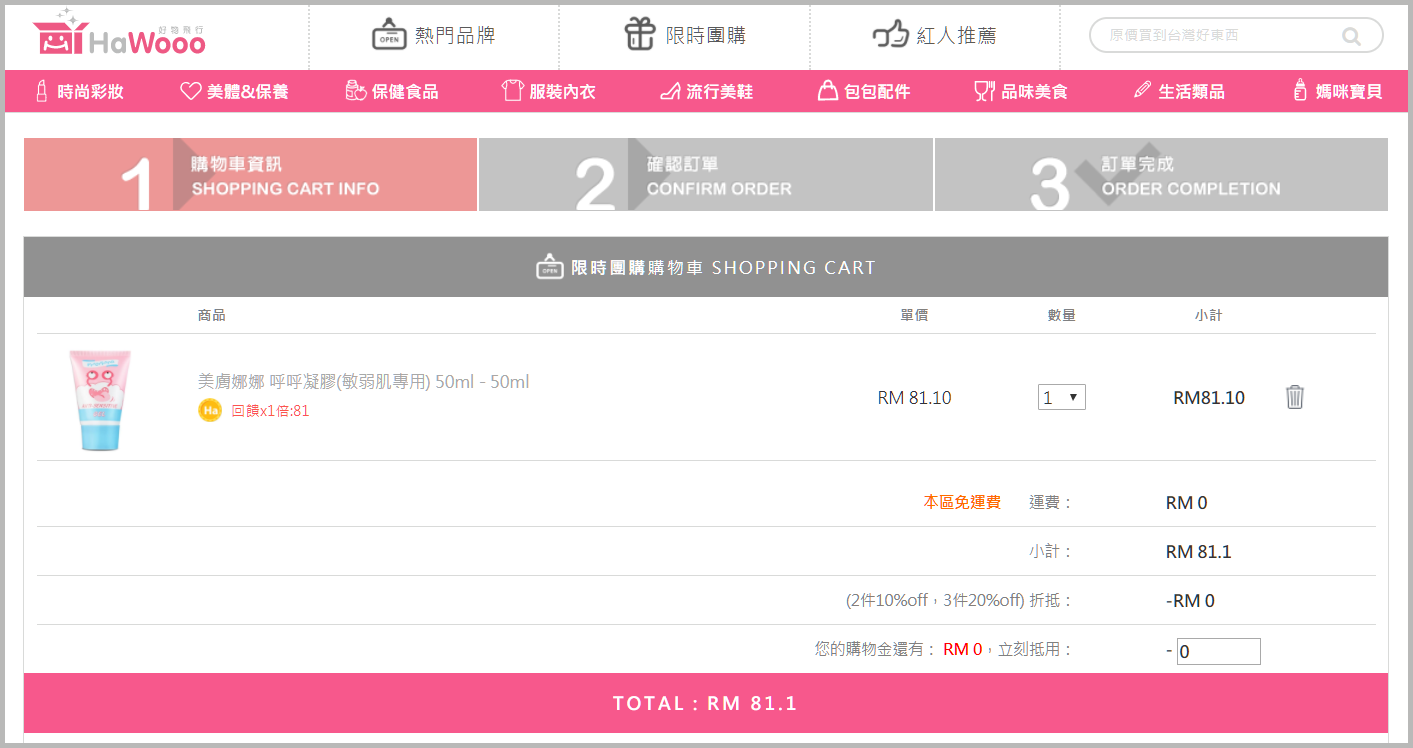 好物飛行
HaWooo
熱門品牌
限時團購
紅人推薦
原價買到台灣好東西
時尚彩妝
美體&保養
保健食品
服裝內衣
流行美鞋
包包配件
品味美食
生活類品
媽咪寶貝
1 購物車資訊
SHOPPING CART INFO
2 確認訂單
CONFIRM ORDER
3 訂單完成
ORDER COMPLETION
OPEN 限時團購購物車 SHOPPING CART
商品 單價 數量 小計
美膚娜娜 呼呼凝膠(敏弱肌專用) 50ml - 50ml
Ha 回饋x1倍:81
RM 81.10 1 RM81.10
本區免運費 運費： RM 0
小計： RM 81.1
(2件10%off，3件20%off) 折抵： -RM 0
您的購物金還有： RM 0，立刻抵用： - 0
TOTAL : RM 81.1